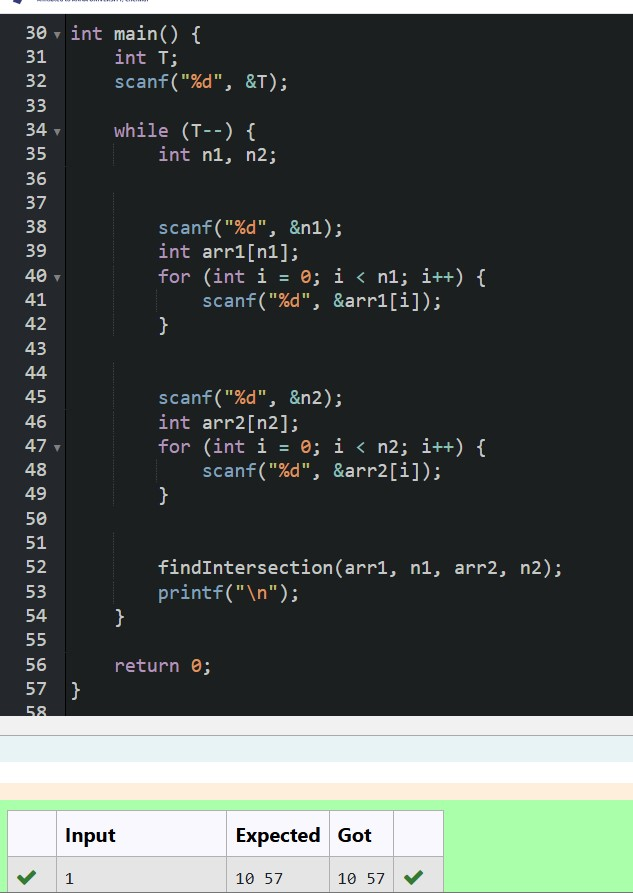 30 int main() {
31     int T;
32     scanf("%d", &T);
33
34     while (T--) {
35         int n1, n2;
36
37
38         scanf("%d", &n1);
39         int arr1[n1];
40         for (int i = 0; i < n1; i++) {
41             scanf("%d", &arr1[i]);
42         }
43
44
45         scanf("%d", &n2);
46         int arr2[n2];
47         for (int i = 0; i < n2; i++) {
48             scanf("%d", &arr2[i]);
49         }
50
51
52         findIntersection(arr1, n1, arr2, n2);
53         printf("\n");
54     }
55
56     return 0;
57 }
58
Input Expected Got
1 10 57 10 57